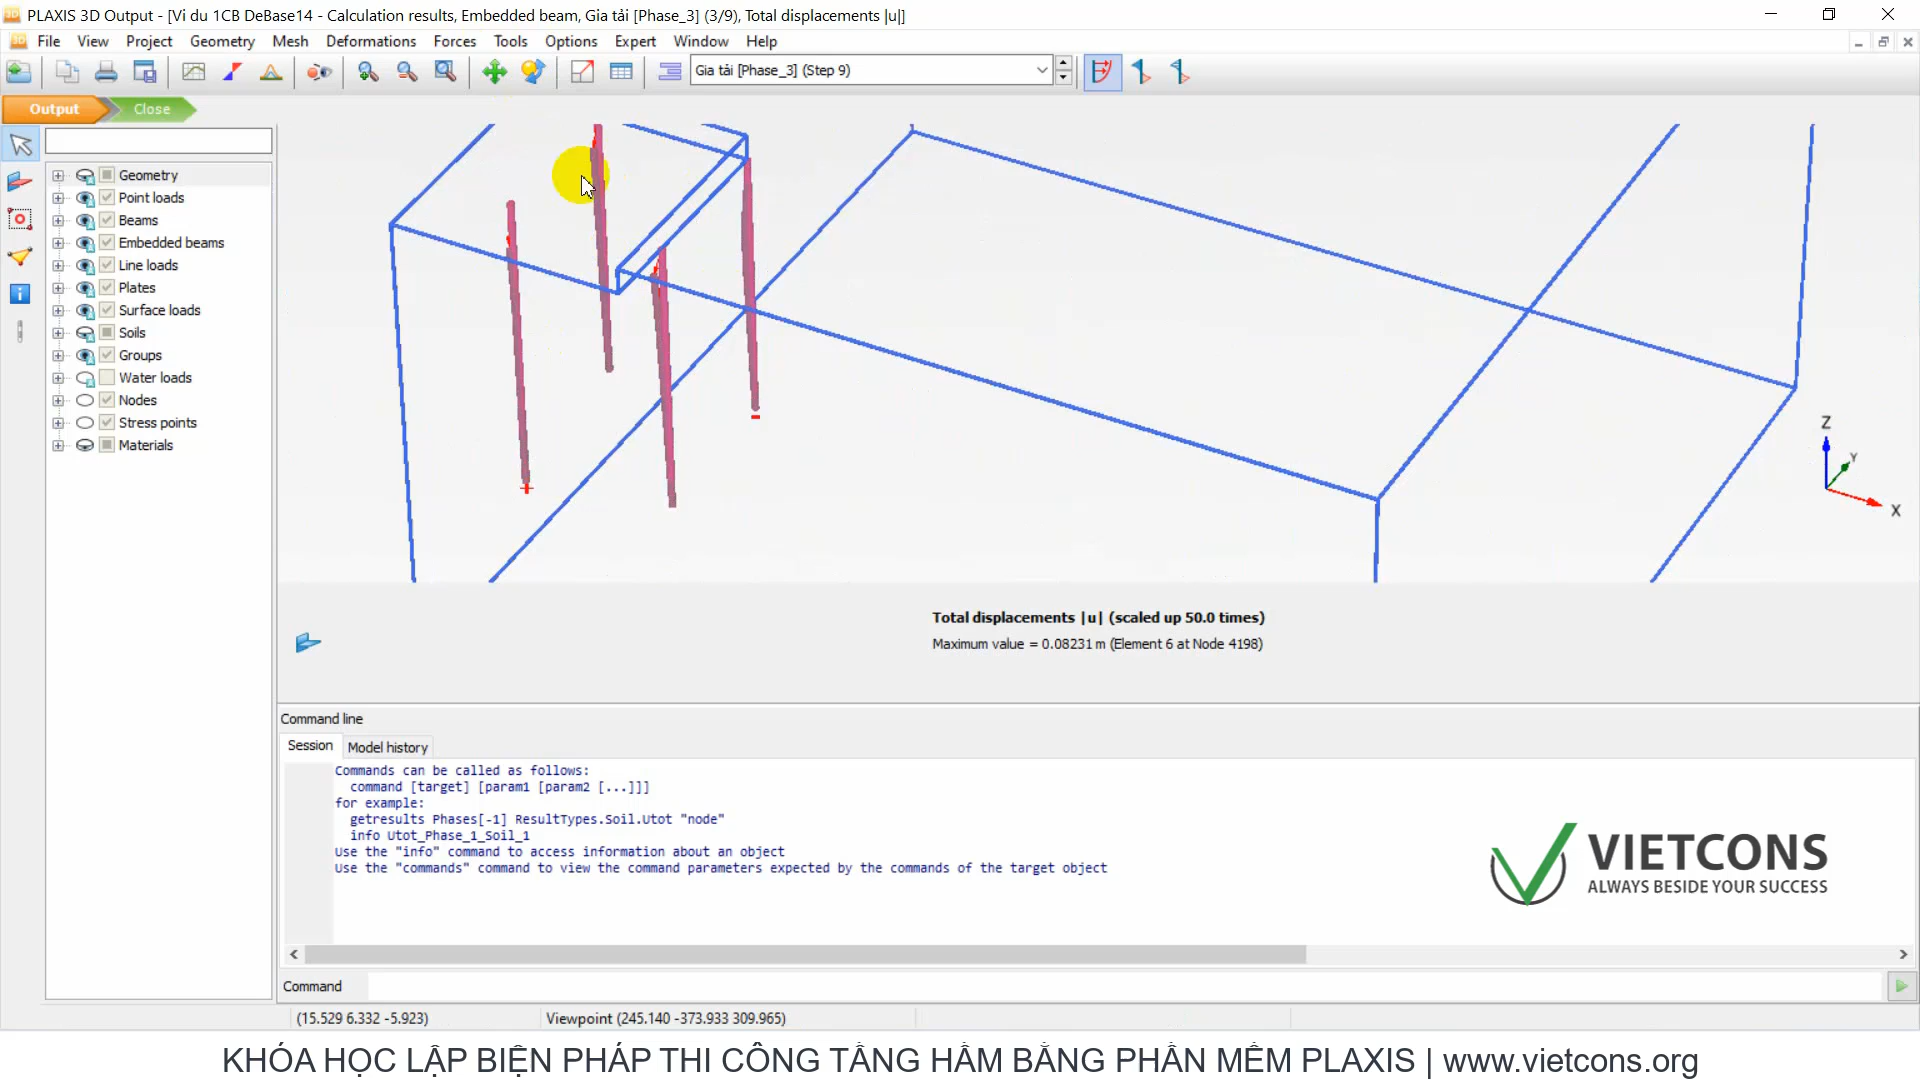 PLAXIS 3D Output - [Vi du 1CB DeBase14 - Calculation results, Embedded beam, Gia tải [Phase_3] (3/9), Total displacements |u|]
File View Project Geometry Mesh Deformations Forces Tools Options Expert Window Help
Gia tải [Phase_3] (Step 9)
Output Close
Geometry
Point loads
Beams
Embedded beams
Line loads
Plates
Surface loads
Soils
Groups
Water loads
Nodes
Stress points
Materials
Z
Y
X
Total displacements |u| (scaled up 50.0 times)
Maximum value = 0.08231 m (Element 6 at Node 4198)
Command line
Session Model history
Commands can be called as follows:
command [target] [param1 [param2 [...]]]
for example:
getresults Phases[-1] ResultTypes.Soil.Utot "node"
info Utot_Phase_1_Soil_1
Use the "info" command to access information about an object
Use the "commands" command to view the command parameters expected by the commands of the target object
VIETCONS
ALWAYS BESIDE YOUR SUCCESS
Command
(15.529 6.332 -5.923) Viewpoint (245.140 -373.933 309.965)
KHÓA HỌC LẬP BIỆN PHÁP THI CÔNG TẦNG HẦM BẰNG PHẦN MỀM PLAXIS | www.vietcons.org